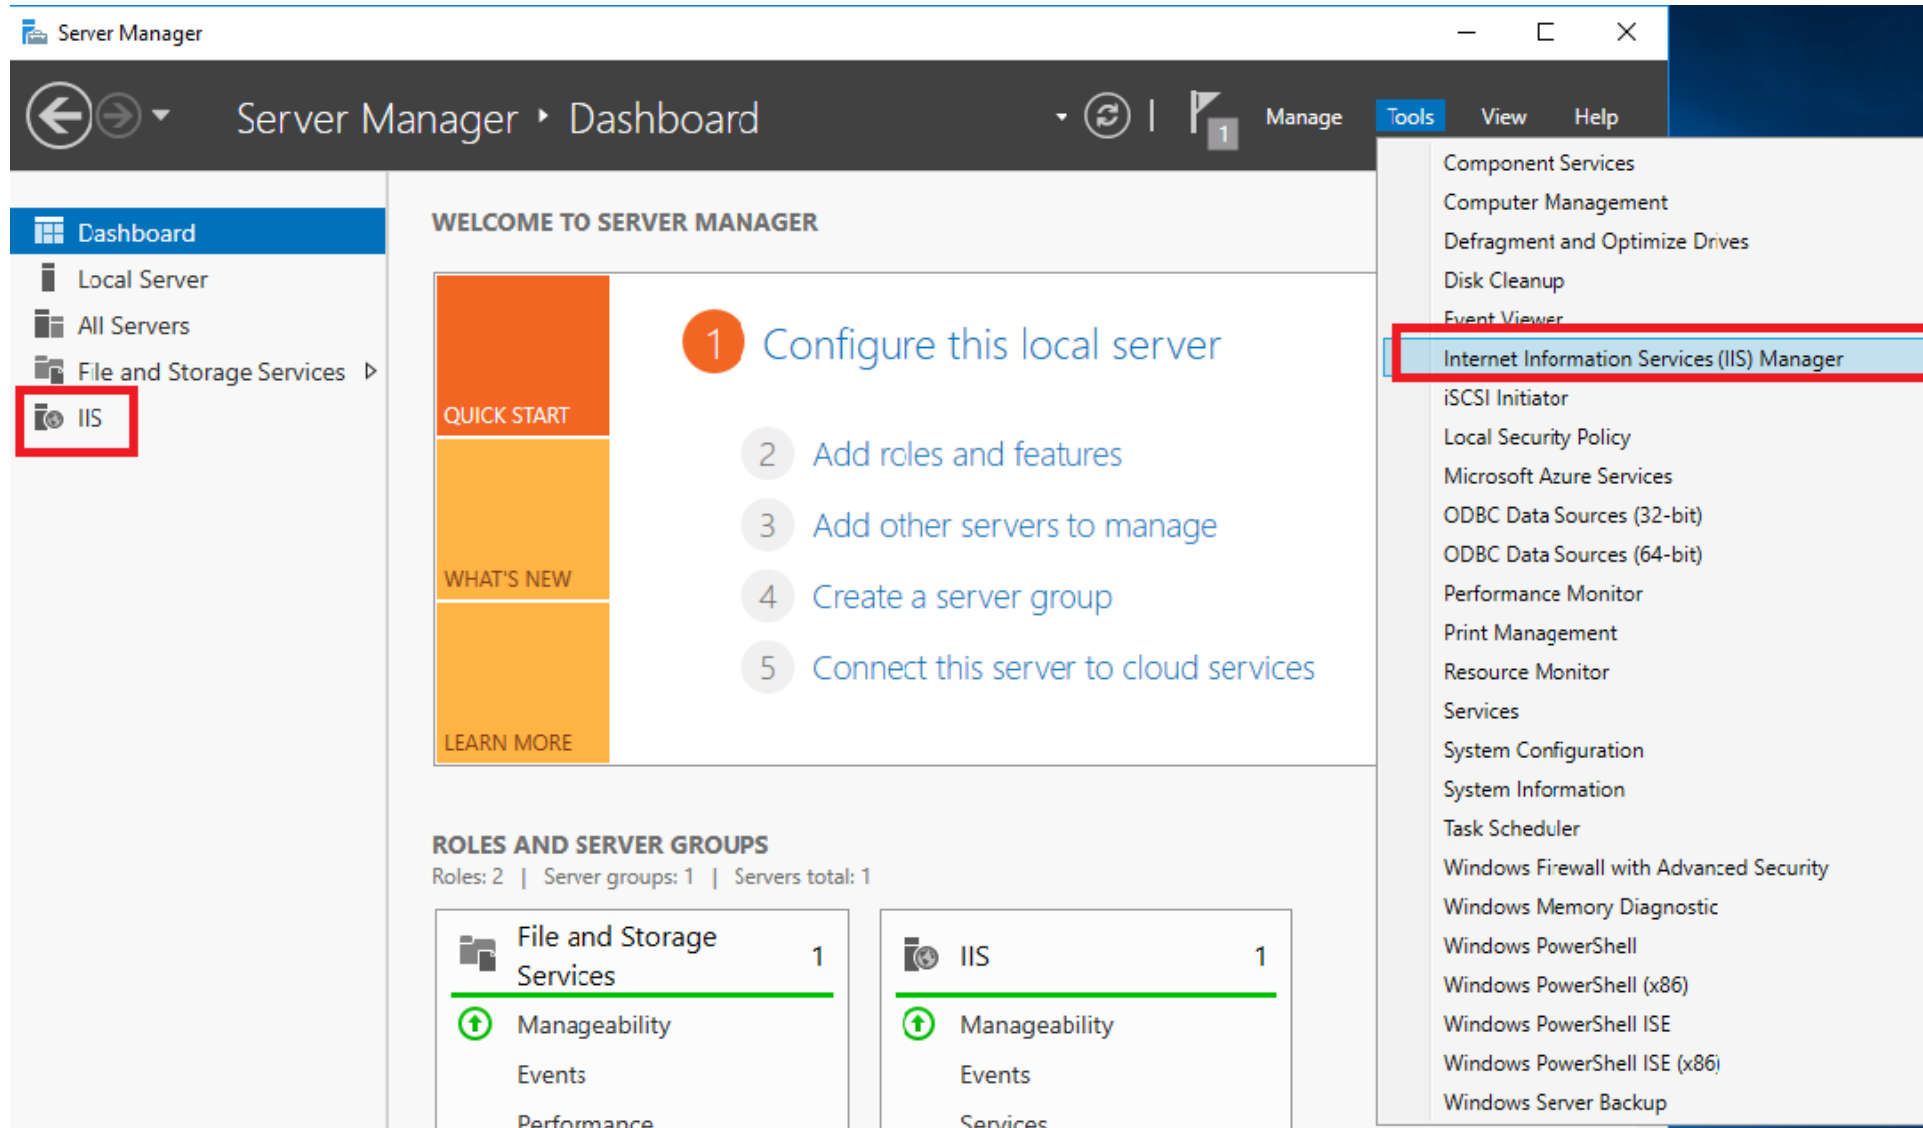 Server Manager
Server Manager ‣ Dashboard
1
Manage
Tools
View
Help
Dashboard
Local Server
All Servers
File and Storage Services
IIS
WELCOME TO SERVER MANAGER
QUICK START
WHAT'S NEW
LEARN MORE
1 Configure this local server
2 Add roles and features
3 Add other servers to manage
4 Create a server group
5 Connect this server to cloud services
ROLES AND SERVER GROUPS
Roles: 2 | Server groups: 1 | Servers total: 1
File and Storage
Services
1
Manageability
Events
Performance
IIS
1
Manageability
Events
Services
Component Services
Computer Management
Defragment and Optimize Drives
Disk Cleanup
Event Viewer
Internet Information Services (IIS) Manager
iSCSI Initiator
Local Security Policy
Microsoft Azure Services
ODBC Data Sources (32-bit)
ODBC Data Sources (64-bit)
Performance Monitor
Print Management
Resource Monitor
Services
System Configuration
System Information
Task Scheduler
Windows Firewall with Advanced Security
Windows Memory Diagnostic
Windows PowerShell
Windows PowerShell (x86)
Windows PowerShell ISE
Windows PowerShell ISE (x86)
Windows Server Backup